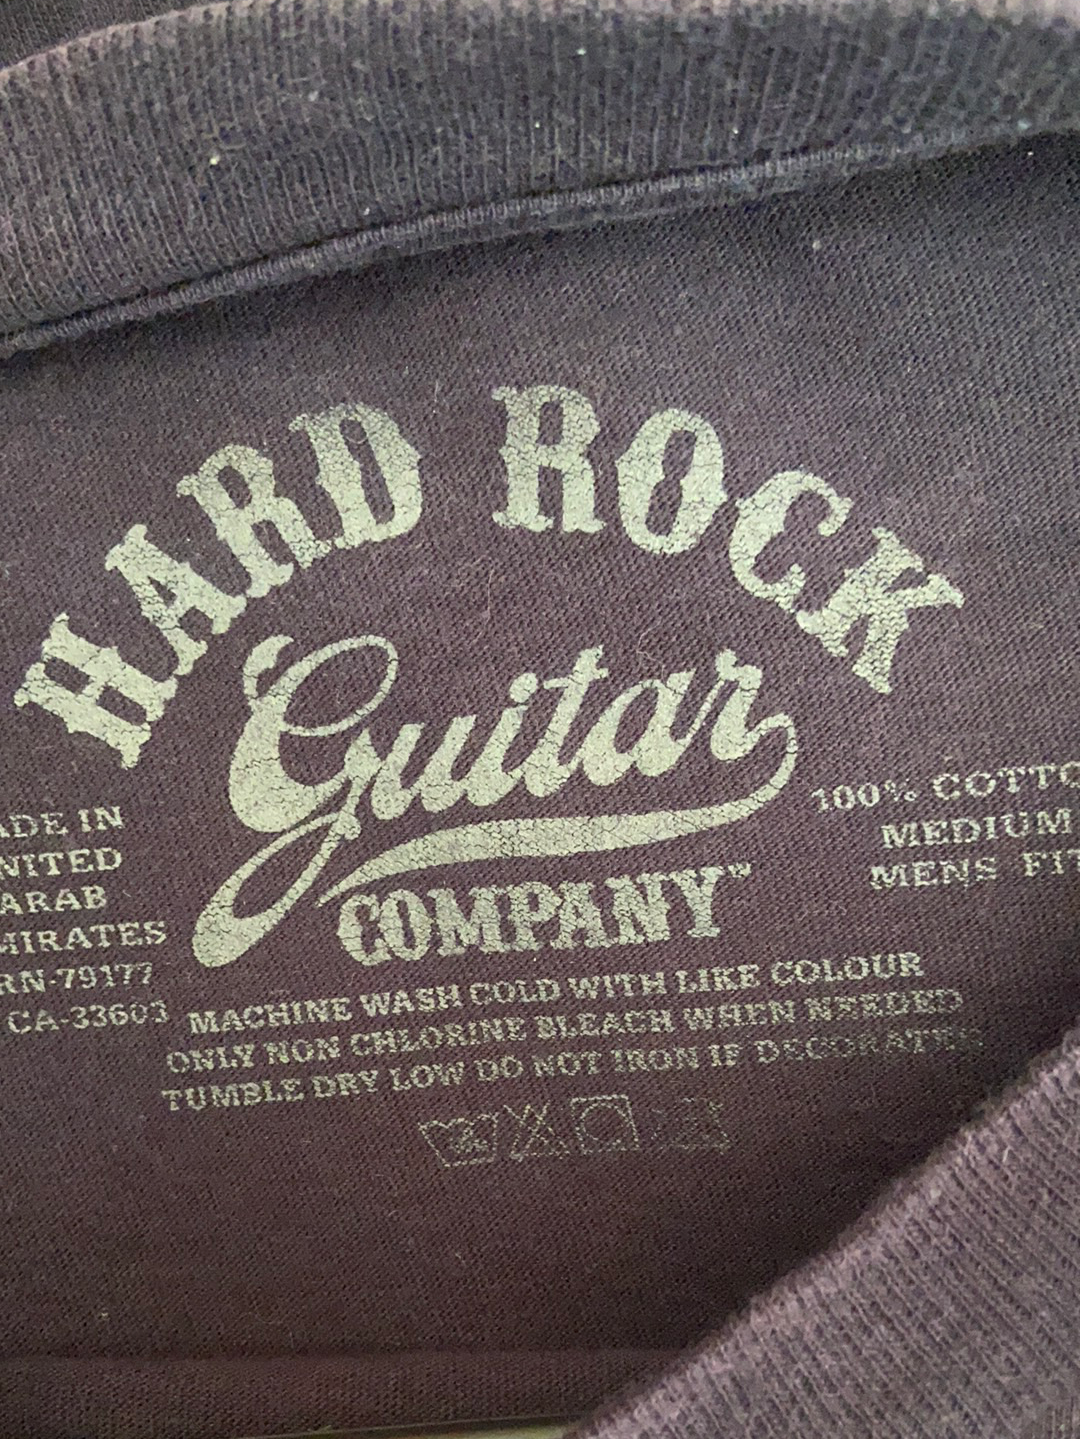 HARD ROCK
Guitar
COMPANY™
ADE IN
NITED
ARAB
MIRATES
RN-79177
CA-33603
100% COTTO
MEDIUM
MENS FIT
MACHINE WASH COLD WITH LIKE COLOUR
ONLY NON CHLORINE BLEACH WHEN NEEDED
TUMBLE DRY LOW DO NOT IRON IF DECORATED